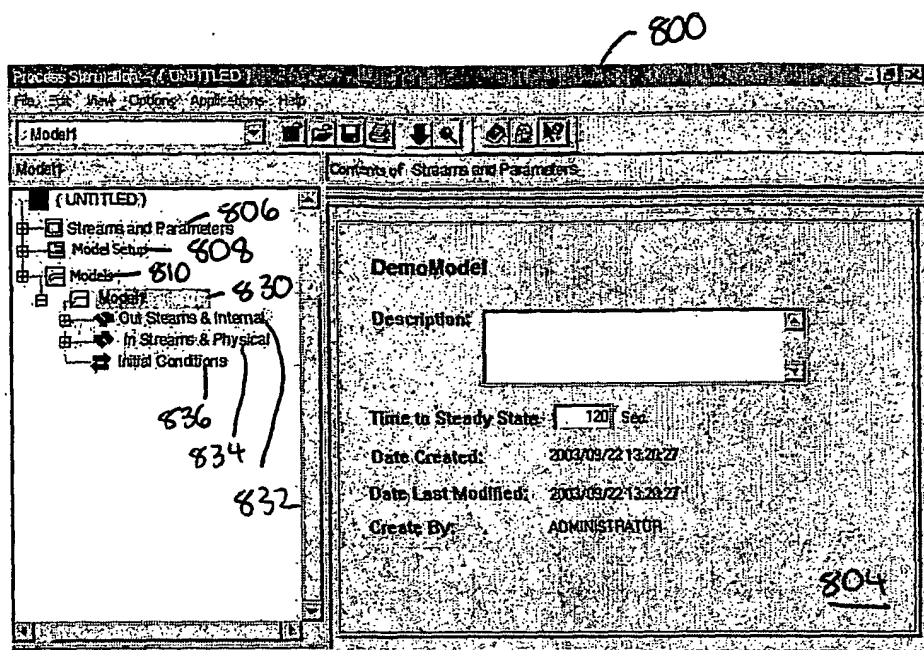 800
Process Simulation - ( UNTITLED )
File Edit View Options Applications Help
Model1
Model1
Contents of Streams and Parameters
( UNTITLED )
Streams and Parameters 806
Model Setup 808
Models 810
Model1 830
Out Steams & Internal
In Streams & Physical
Initial Conditions
836
834
832
DemoModel
Description:
Time to Steady State 120 Sec
Date Created: 2003/09/22 13:20:27
Date Last Modified: 2003/09/22 13:20:27
Create By: ADMINISTRATOR
804